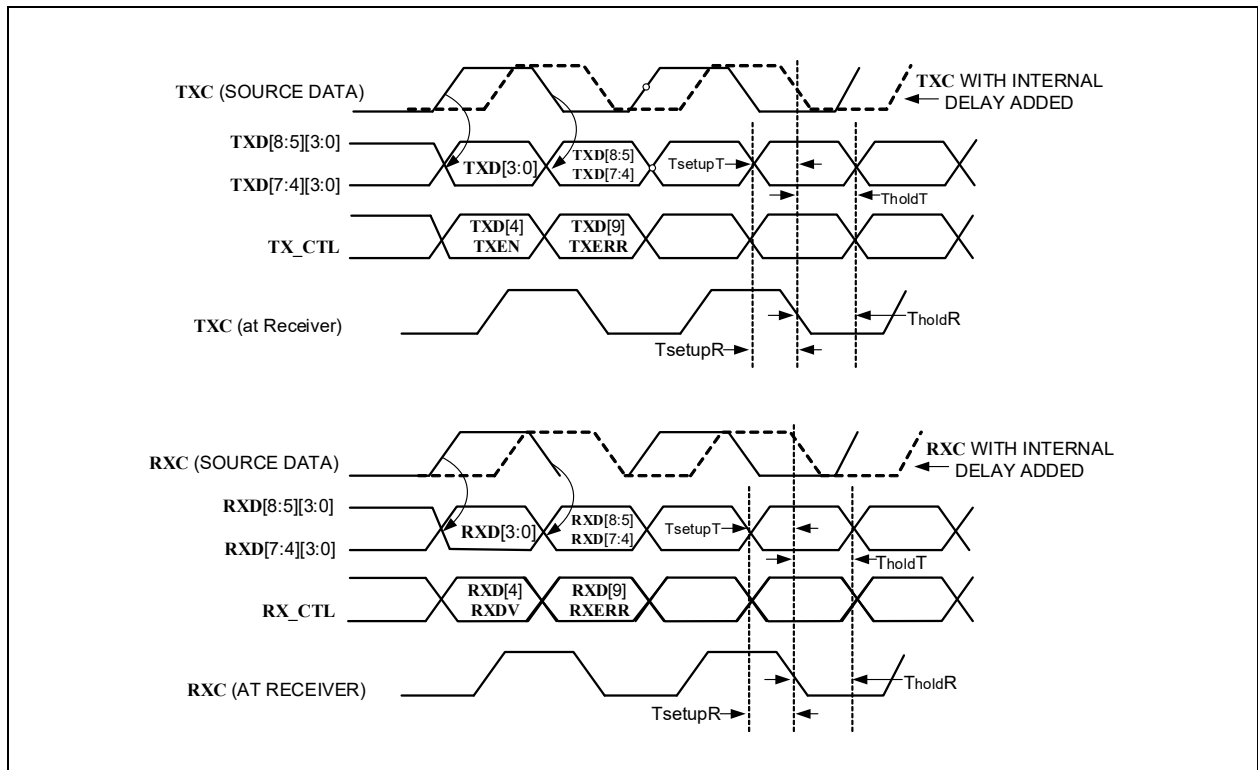 TXC (SOURCE DATA)
TXC WITH INTERNAL
DELAY ADDED
TXD[8:5][3:0]
TXD[7:4][3:0]
TXD[3:0]
TXD[8:5]
TXD[7:4]
TsetupT
TholdT
TX_CTL
TXD[4]
TXEN
TXD[9]
TXERR
TXC (at Receiver)
TholdR
TsetupR
RXC (SOURCE DATA)
RXC WITH INTERNAL
DELAY ADDED
RXD[8:5][3:0]
RXD[7:4][3:0]
RXD[3:0]
RXD[8:5]
RXD[7:4]
TsetupT
TholdT
RX_CTL
RXD[4]
RXDV
RXD[9]
RXERR
RXC (AT RECEIVER)
TholdR
TsetupR